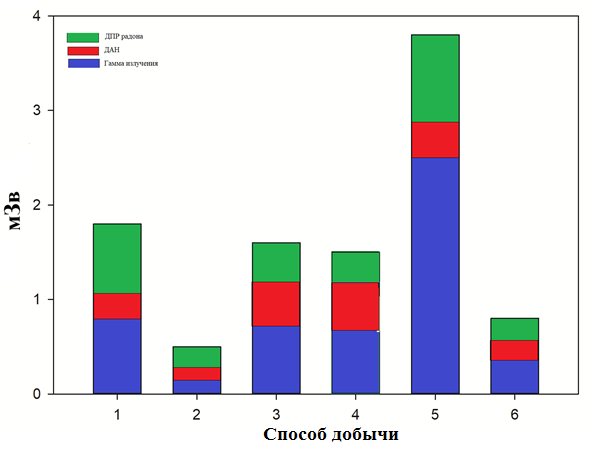 4
ДПР радона
ДАН
Гамма излучения
3
2
1
0
мЗв
1 2 3 4 5 6
Способ добычи